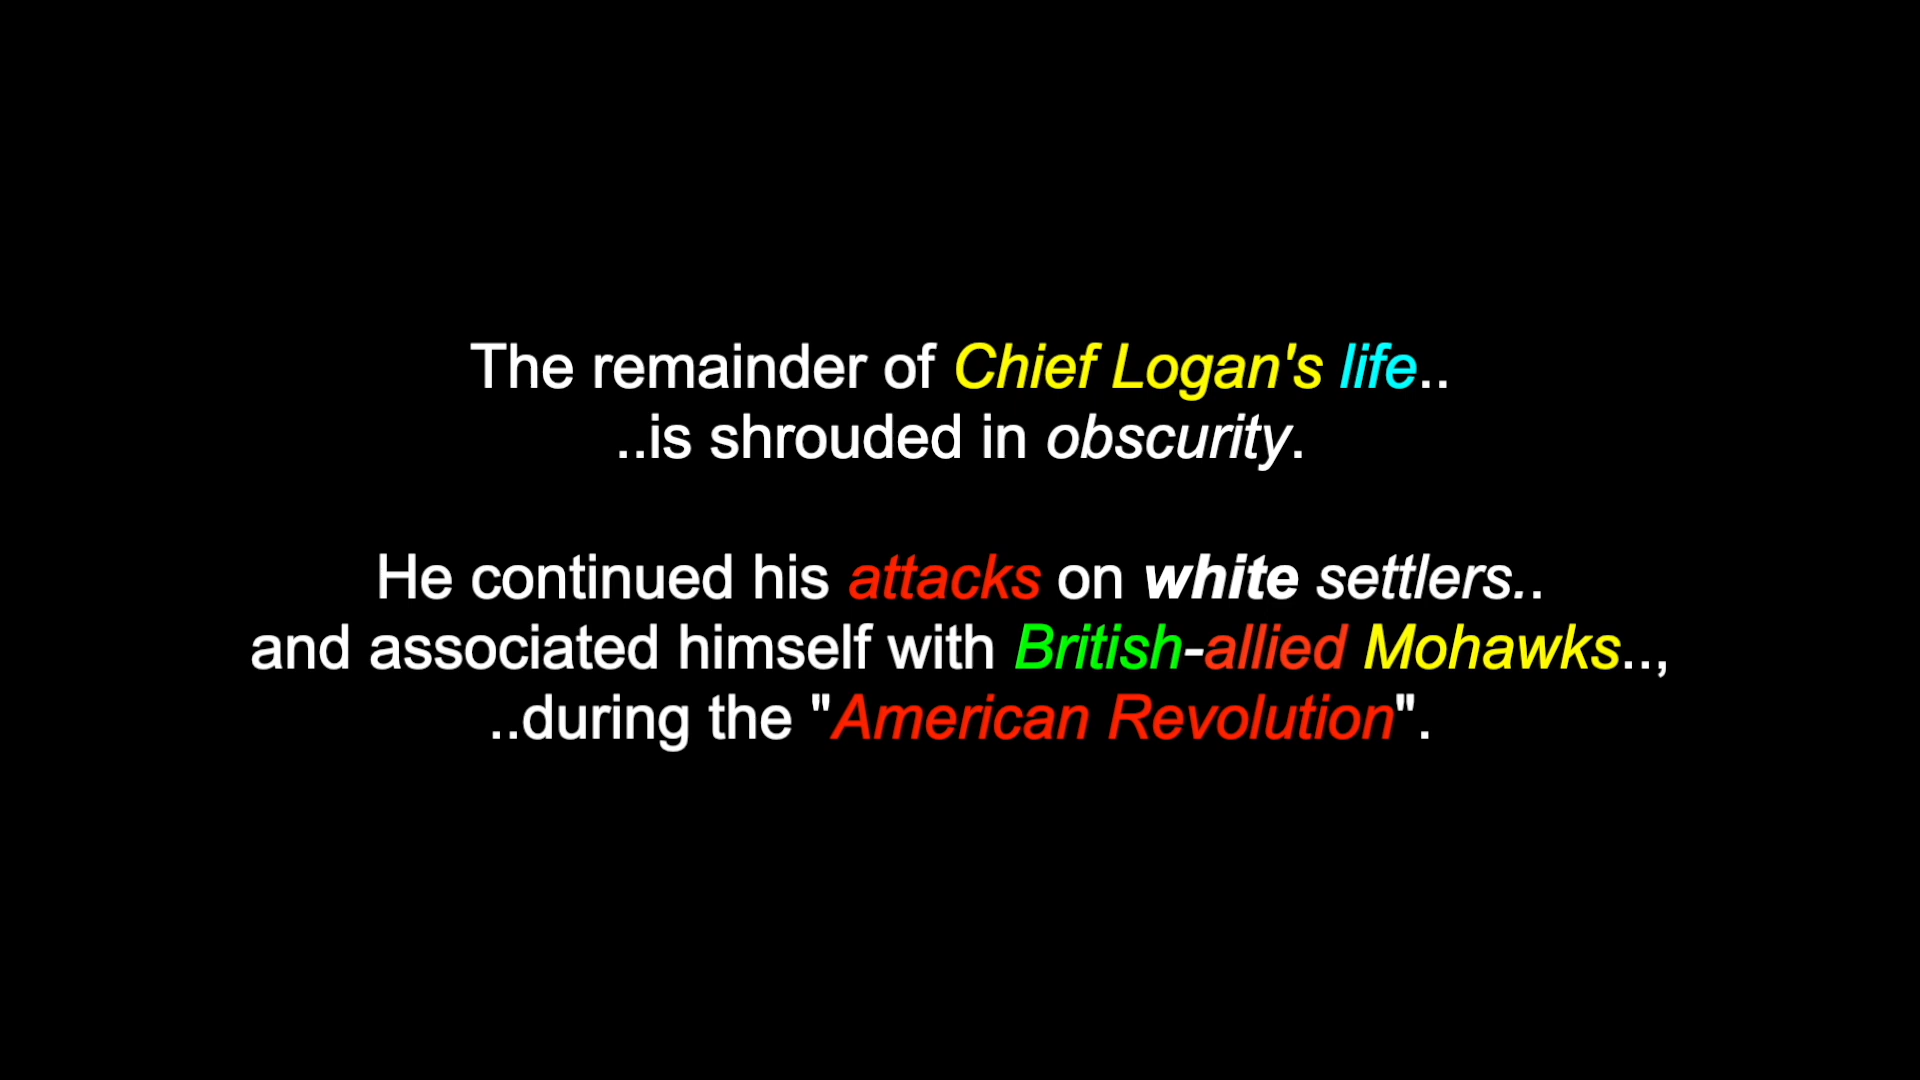 The remainder of Chief Logan's life..
..is shrouded in obscurity.
He continued his attacks on white settlers..
and associated himself with British-allied Mohawks..,
..during the "American Revolution".